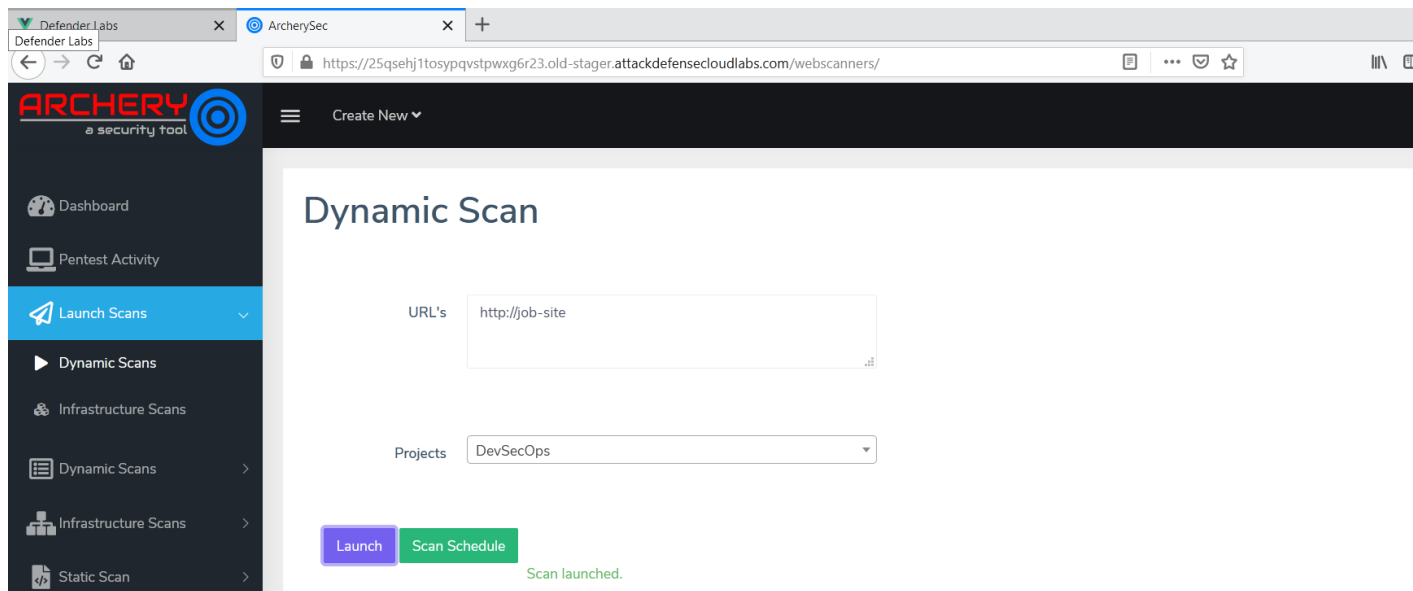 Defender Labs
ArcherySec
Defender Labs
https://25qsehj1tosypqvstpwxg6r23.old-stager.attackdefensecloudlabs.com/webscanners/
ARCHERY
a security tool
Create New
Dashboard
Pentest Activity
Launch Scans
Dynamic Scans
Infrastructure Scans
Dynamic Scans
Infrastructure Scans
Static Scan
Dynamic Scan
URL's
http://job-site
Projects
DevSecOps
Launch
Scan Schedule
Scan launched.